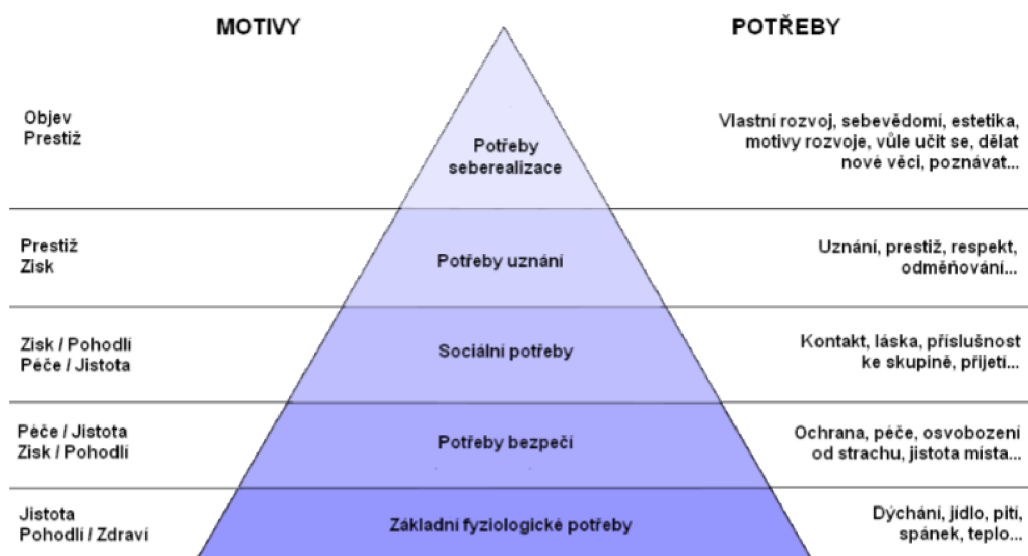 MOTIVY
POTŘEBY
Objev
Prestiž
Potřeby
seberealizace
Vlastní rozvoj, sebevědomí, estetika,
motivy rozvoje, vůle učit se, dělat
nové věci, poznávat...
Prestiž
Zisk
Potřeby uznání
Uznání, prestiž, respekt,
odměňování...
Zisk / Pohodlí
Péče / Jistota
Sociální potřeby
Kontakt, láska, příslušnost
ke skupině, přijetí...
Péče / Jistota
Zisk / Pohodlí
Potřeby bezpečí
Ochrana, péče, osvobození
od strachu, jistota místa...
Jistota
Pohodlí / Zdraví
Základní fyziologické potřeby
Dýchání, jídlo, pití,
spánek, teplo...